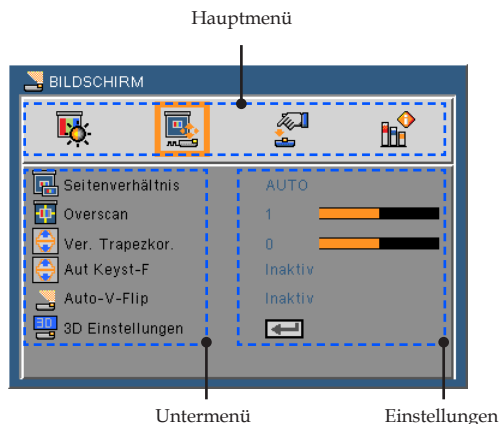 Hauptmenü
BILDSCHIRM
Seitenverhältnis AUTO
Overscan 1
Ver. Trapezkor. 0
Aut Keyst-F Inaktiv
Auto-V-Flip Inaktiv
3D 3D Einstellungen
Untermenü Einstellungen